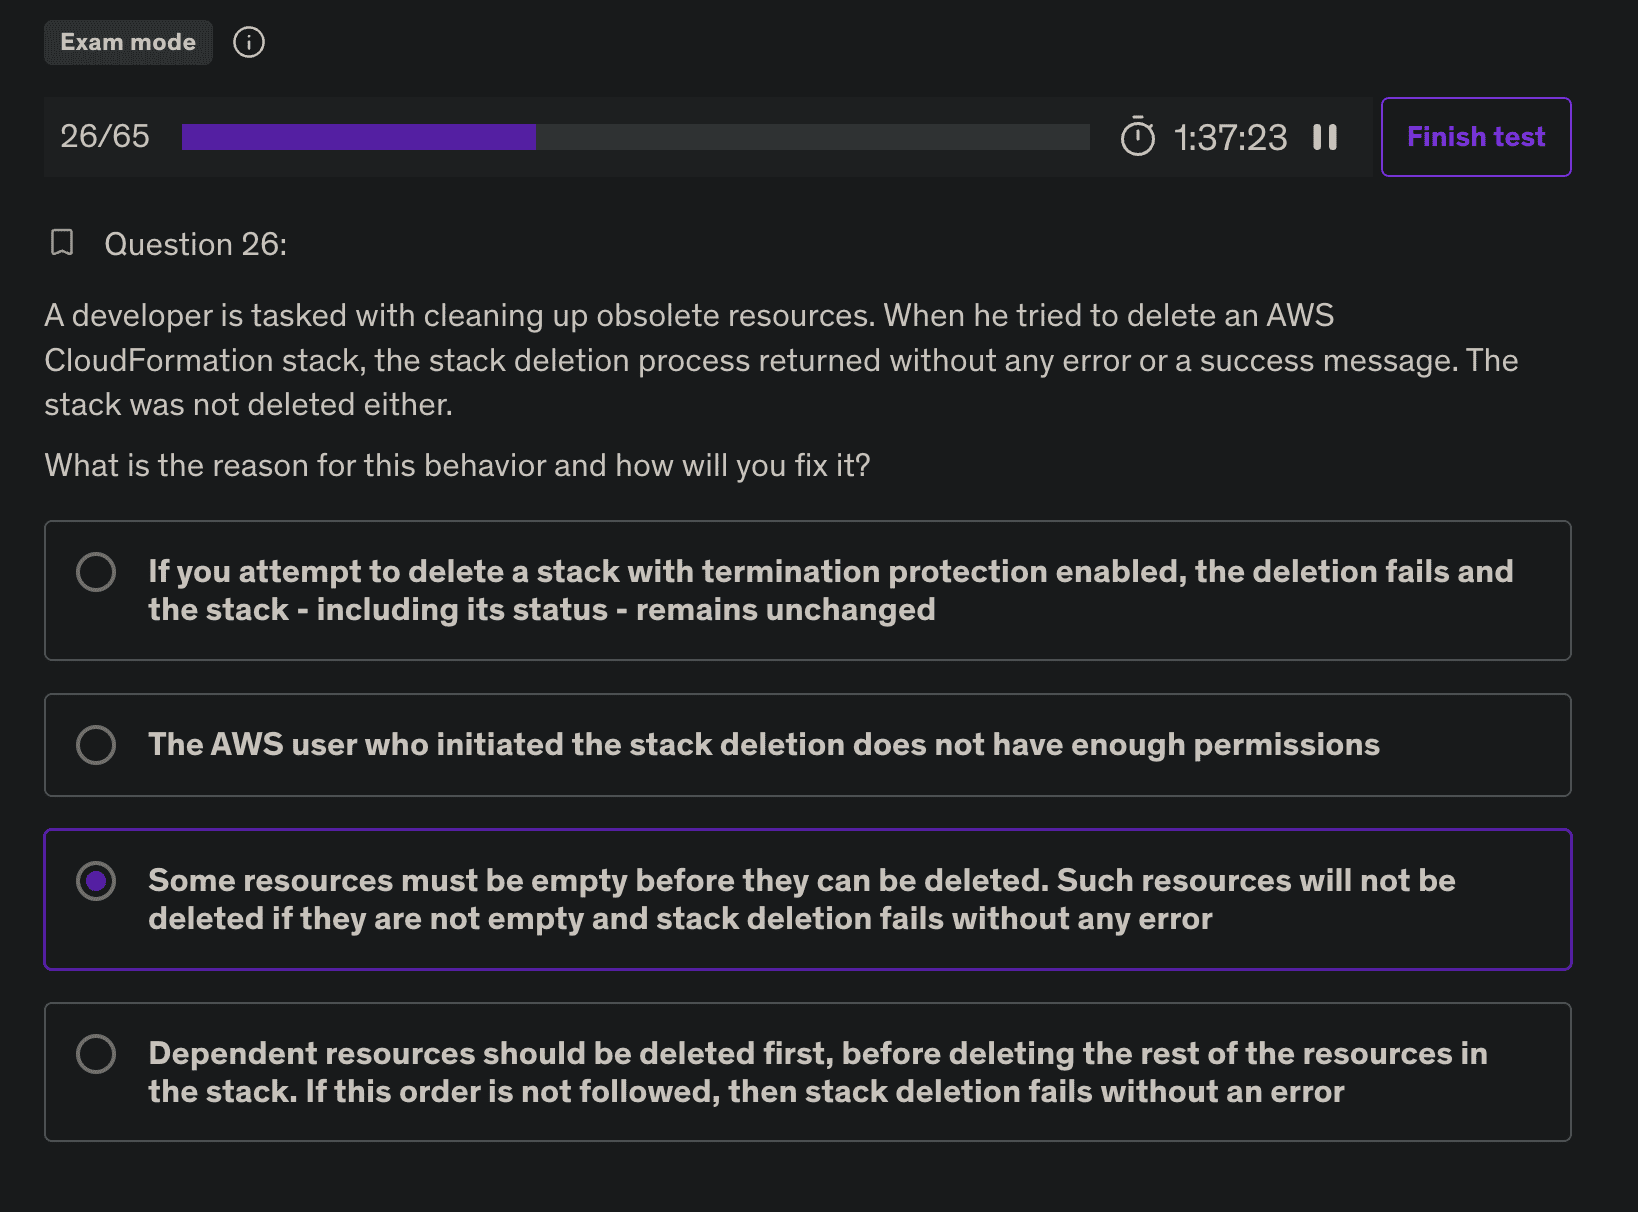 Exam mode
26/65
1:37:23
Finish test
Question 26:
A developer is tasked with cleaning up obsolete resources. When he tried to delete an AWS
CloudFormation stack, the stack deletion process returned without any error or a success message. The
stack was not deleted either.
What is the reason for this behavior and how will you fix it?
If you attempt to delete a stack with termination protection enabled, the deletion fails and
the stack - including its status - remains unchanged
The AWS user who initiated the stack deletion does not have enough permissions
Some resources must be empty before they can be deleted. Such resources will not be
deleted if they are not empty and stack deletion fails without any error
Dependent resources should be deleted first, before deleting the rest of the resources in
the stack. If this order is not followed, then stack deletion fails without an error